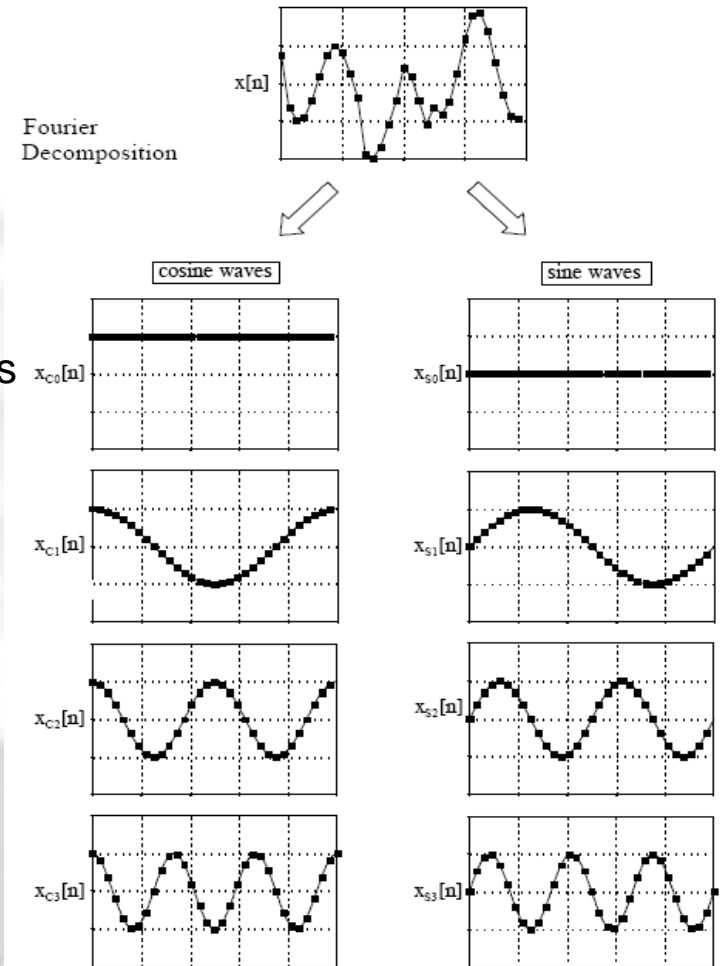 x[n]
Fourier
Decomposition
cosine waves
sine waves
s
x_C0[n]
x_S0[n]
x_C1[n]
x_S1[n]
x_C2[n]
x_S2[n]
x_C3[n]
x_S3[n]